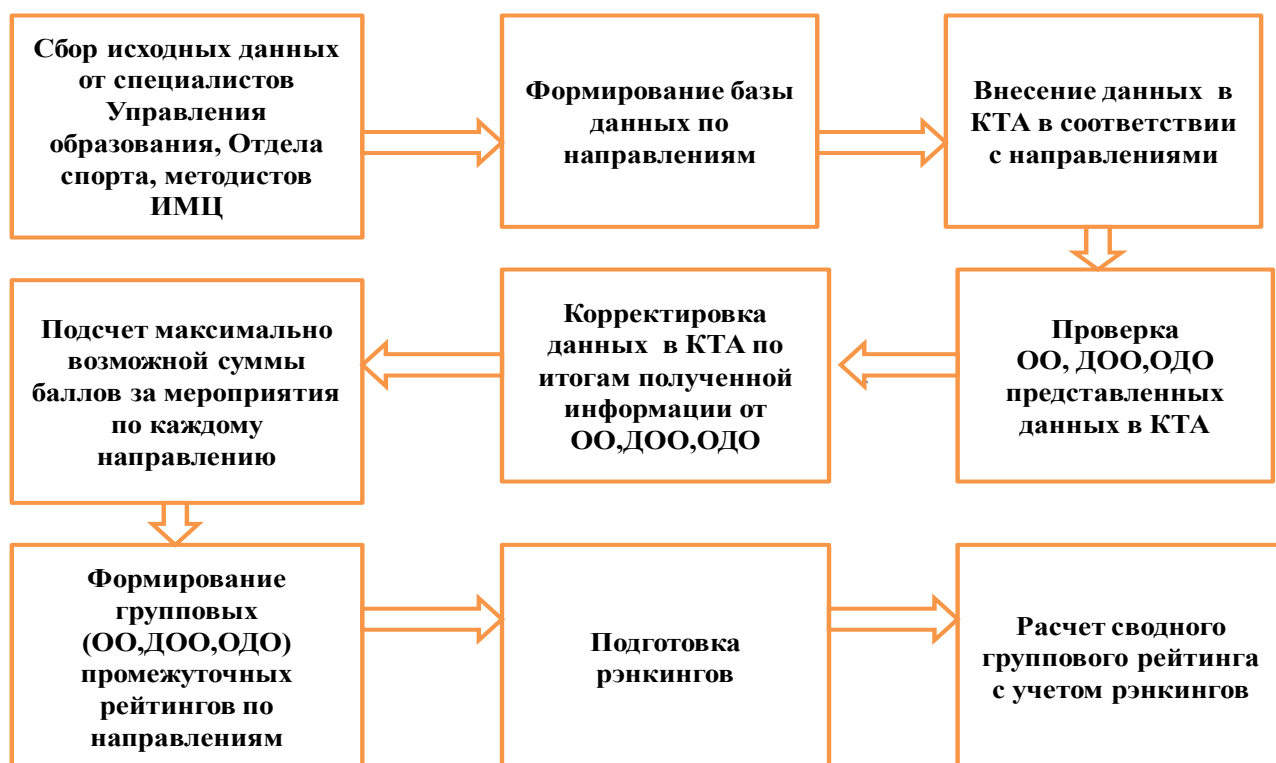 Сбор исходных данных
от специалистов
Управления
образования, Отдела
спорта, методистов
ИМЦ
Формирование базы
данных по
направлениям
Внесение данных в
КТА в соответствии
с направлениями
Проверка
ОО, ДОО,ОДО
представленных
данных в КТА
Корректировка
данных в КТА по
итогам полученной
информации от
ОО,ДОО,ОДО
Подсчет максимально
возможной суммы
баллов за мероприятия
по каждому
направлению
Формирование
групповых
(ОО,ДОО,ОДО)
промежуточных
рейтингов по
направлениям
Подготовка
рэнкингов
Расчет сводного
группового рейтинга
с учетом рэнкингов